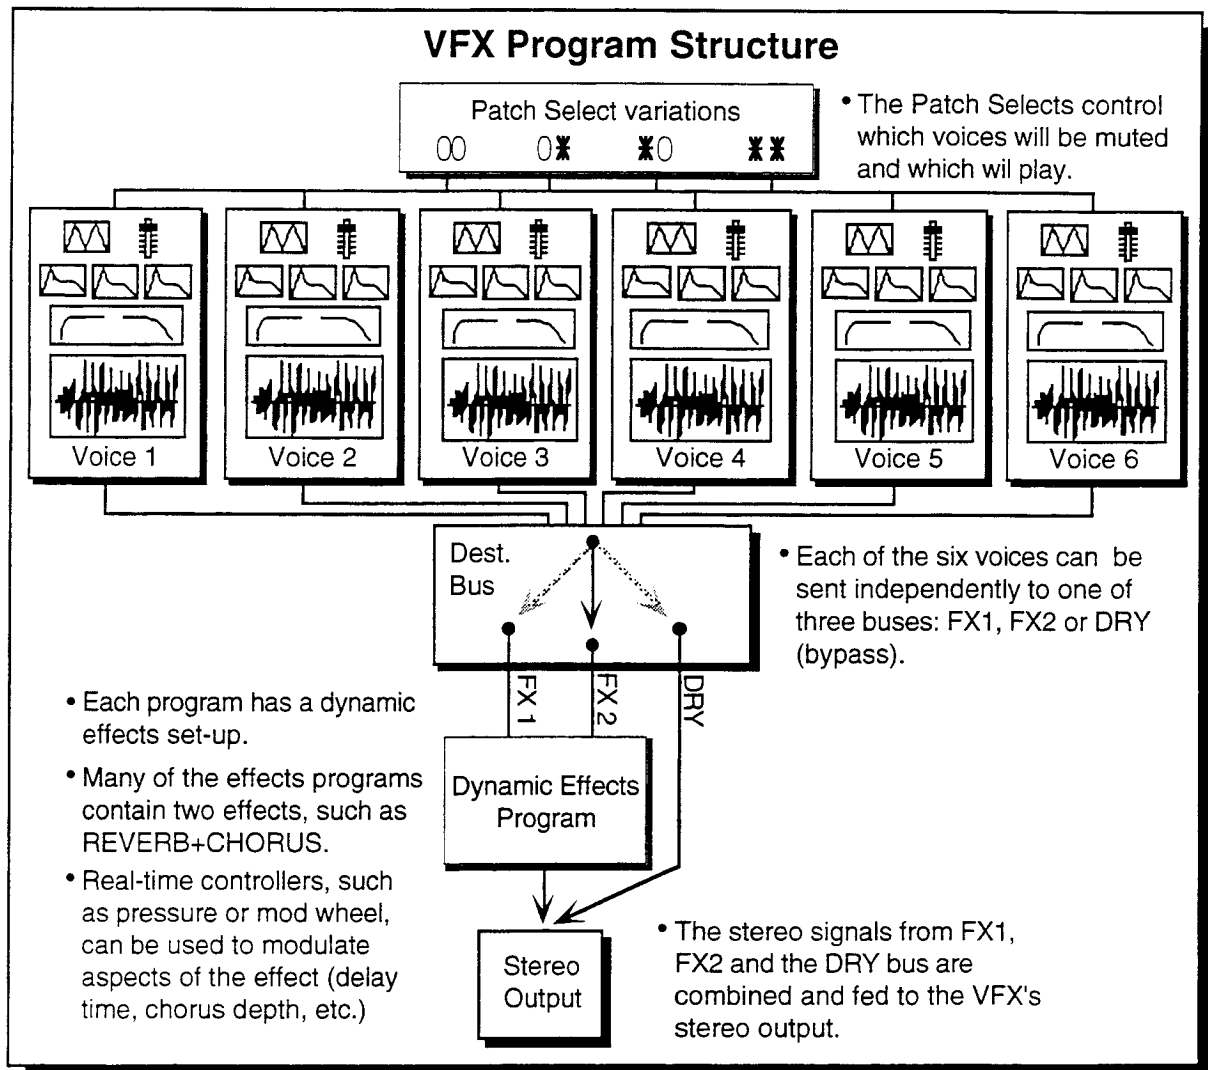 VFX Program Structure
Patch Select variations
00 0* *0 **
• The Patch Selects control
which voices will be muted
and which wil play.
Voice 1
Voice 2
Voice 3
Voice 4
Voice 5
Voice 6
Dest.
Bus
• Each of the six voices can be
sent independently to one of
three buses: FX1, FX2 or DRY
(bypass).
FX 1
FX 2
DRY
• Each program has a dynamic
effects set-up.
• Many of the effects programs
contain two effects, such as
REVERB+CHORUS.
• Real-time controllers, such
as pressure or mod wheel,
can be used to modulate
aspects of the effect (delay
time, chorus depth, etc.)
Dynamic Effects
Program
Stereo
Output
• The stereo signals from FX1,
FX2 and the DRY bus are
combined and fed to the VFX's
stereo output.